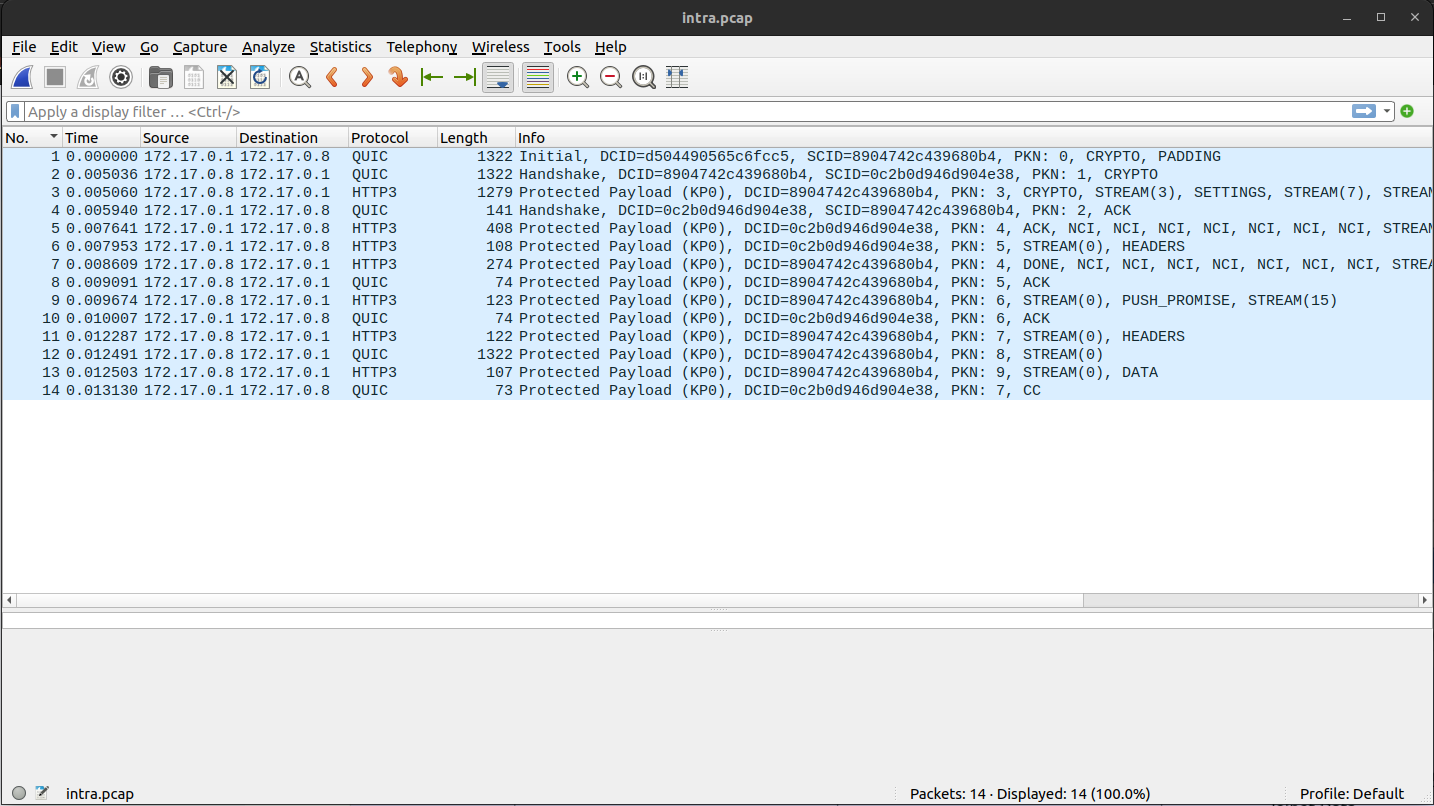 intra.pcap
File Edit View Go Capture Analyze Statistics Telephony Wireless Tools Help
Apply a display filter … <Ctrl-/>
No. Time Source Destination Protocol Length Info
1 0.000000 172.17.0.1 172.17.0.8 QUIC 1322 Initial, DCID=d504490565c6fcc5, SCID=8904742c439680b4, PKN: 0, CRYPTO, PADDING
2 0.005036 172.17.0.8 172.17.0.1 QUIC 1322 Handshake, DCID=8904742c439680b4, SCID=0c2b0d946d904e38, PKN: 1, CRYPTO
3 0.005060 172.17.0.8 172.17.0.1 HTTP3 1279 Protected Payload (KP0), DCID=8904742c439680b4, PKN: 3, CRYPTO, STREAM(3), SETTINGS, STREAM(7), STREAM
4 0.005940 172.17.0.1 172.17.0.8 QUIC 141 Handshake, DCID=0c2b0d946d904e38, SCID=8904742c439680b4, PKN: 2, ACK
5 0.007641 172.17.0.1 172.17.0.8 HTTP3 408 Protected Payload (KP0), DCID=0c2b0d946d904e38, PKN: 4, ACK, NCI, NCI, NCI, NCI, NCI, NCI, NCI, STREAM
6 0.007953 172.17.0.1 172.17.0.8 HTTP3 108 Protected Payload (KP0), DCID=0c2b0d946d904e38, PKN: 5, STREAM(0), HEADERS
7 0.008609 172.17.0.8 172.17.0.1 HTTP3 274 Protected Payload (KP0), DCID=8904742c439680b4, PKN: 4, DONE, NCI, NCI, NCI, NCI, NCI, NCI, NCI, STREA
8 0.009091 172.17.0.8 172.17.0.1 QUIC 74 Protected Payload (KP0), DCID=8904742c439680b4, PKN: 5, ACK
9 0.009674 172.17.0.8 172.17.0.1 HTTP3 123 Protected Payload (KP0), DCID=8904742c439680b4, PKN: 6, STREAM(0), PUSH_PROMISE, STREAM(15)
10 0.010007 172.17.0.1 172.17.0.8 QUIC 74 Protected Payload (KP0), DCID=0c2b0d946d904e38, PKN: 6, ACK
11 0.012287 172.17.0.8 172.17.0.1 HTTP3 122 Protected Payload (KP0), DCID=8904742c439680b4, PKN: 7, STREAM(0), HEADERS
12 0.012491 172.17.0.8 172.17.0.1 QUIC 1322 Protected Payload (KP0), DCID=8904742c439680b4, PKN: 8, STREAM(0)
13 0.012503 172.17.0.8 172.17.0.1 HTTP3 107 Protected Payload (KP0), DCID=8904742c439680b4, PKN: 9, STREAM(0), DATA
14 0.013130 172.17.0.1 172.17.0.8 QUIC 73 Protected Payload (KP0), DCID=0c2b0d946d904e38, PKN: 7, CC
intra.pcap Packets: 14 · Displayed: 14 (100.0%) Profile: Default